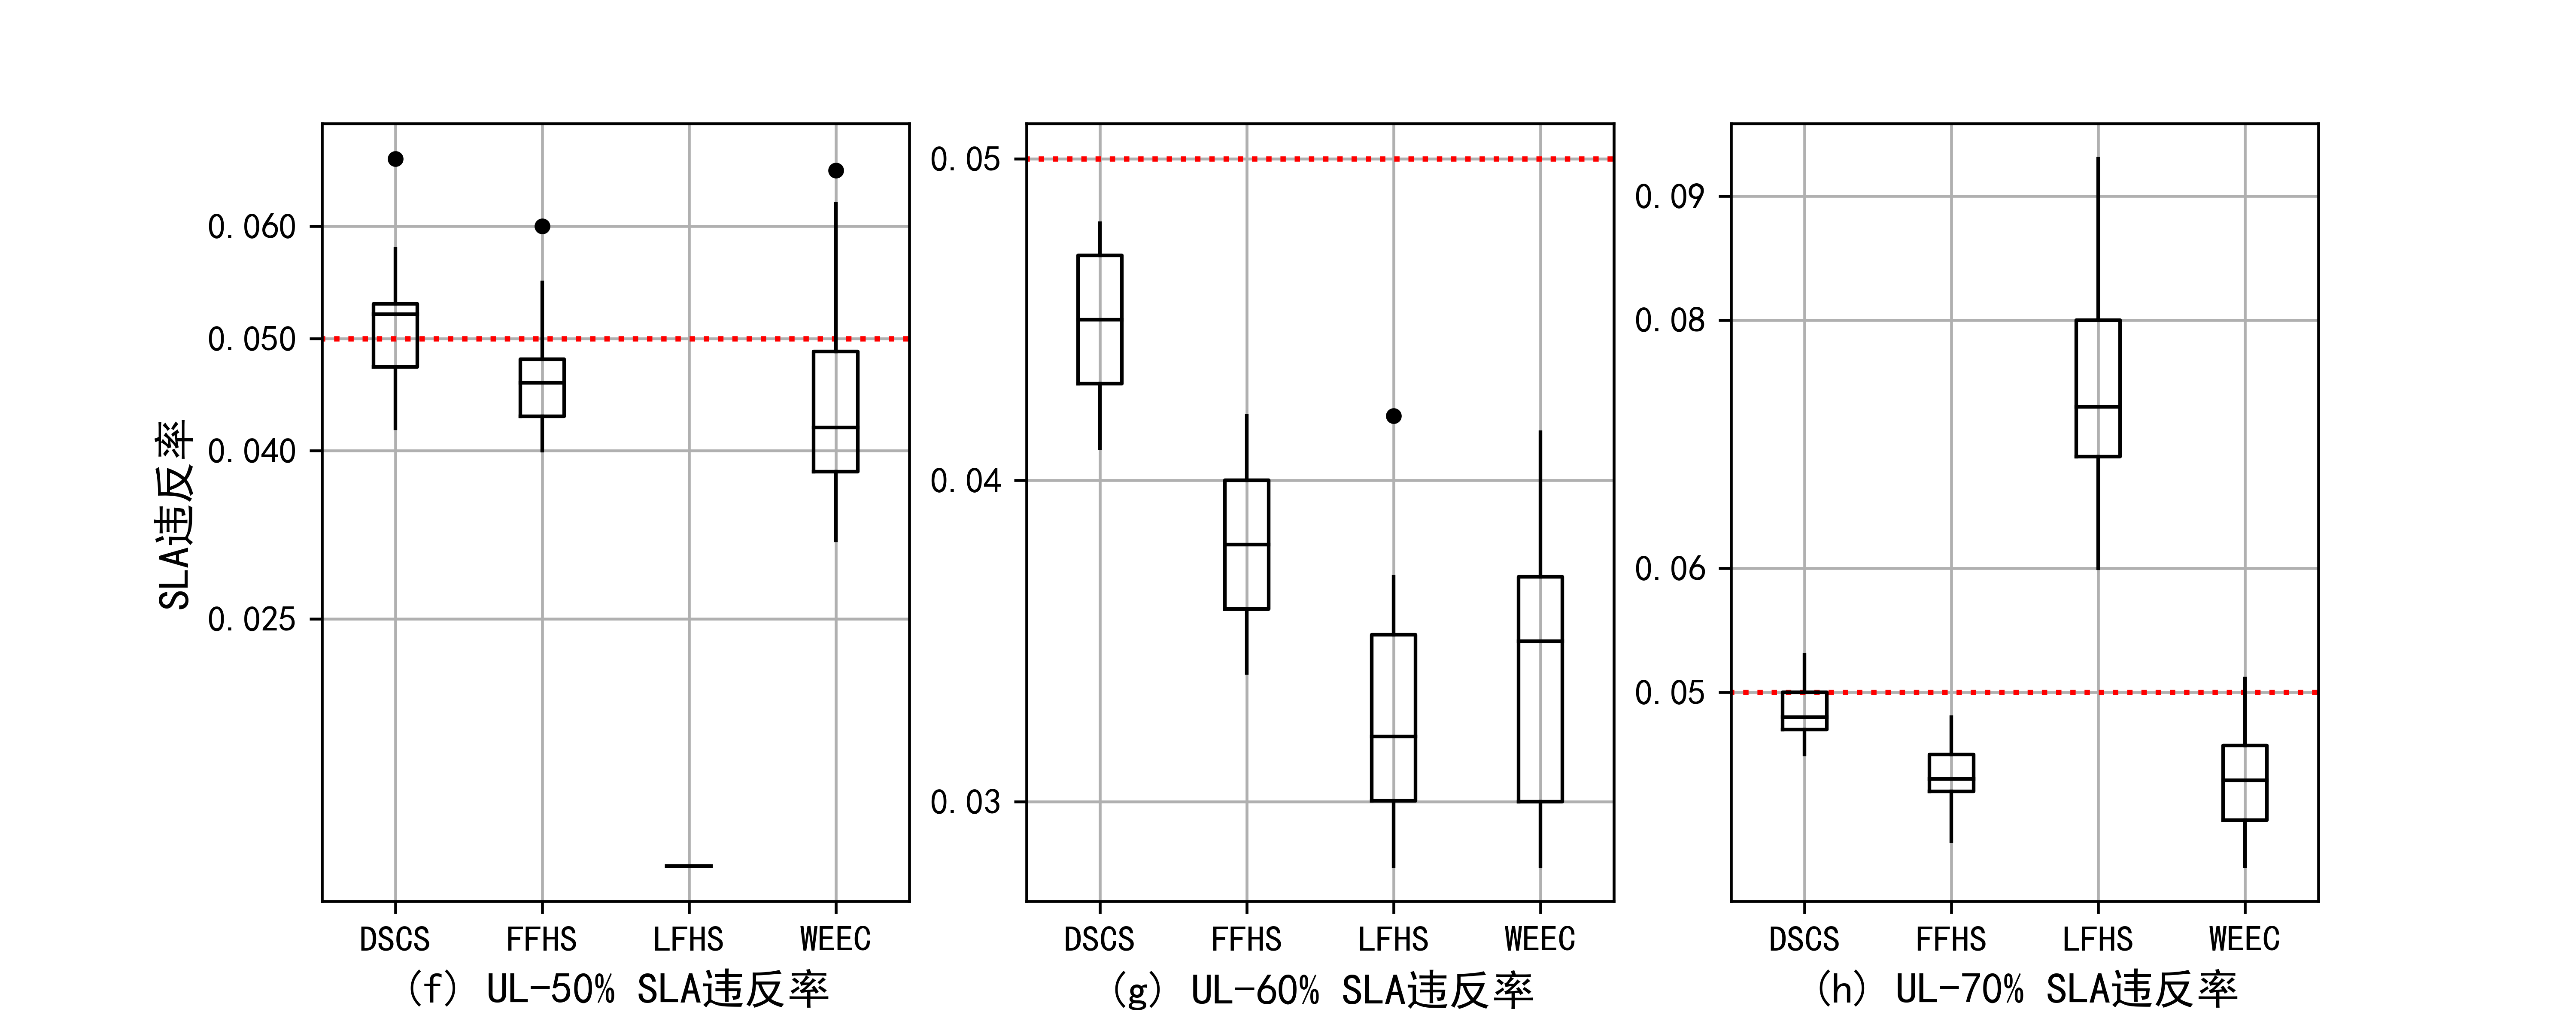 SLA违反率
0.060
0.050
0.040
0.025
DSCS FFHS LFHS WEEC
(f) UL-50% SLA违反率
0.05
0.04
0.03
DSCS FFHS LFHS WEEC
(g) UL-60% SLA违反率
0.09
0.08
0.06
0.05
DSCS FFHS LFHS WEEC
(h) UL-70% SLA违反率